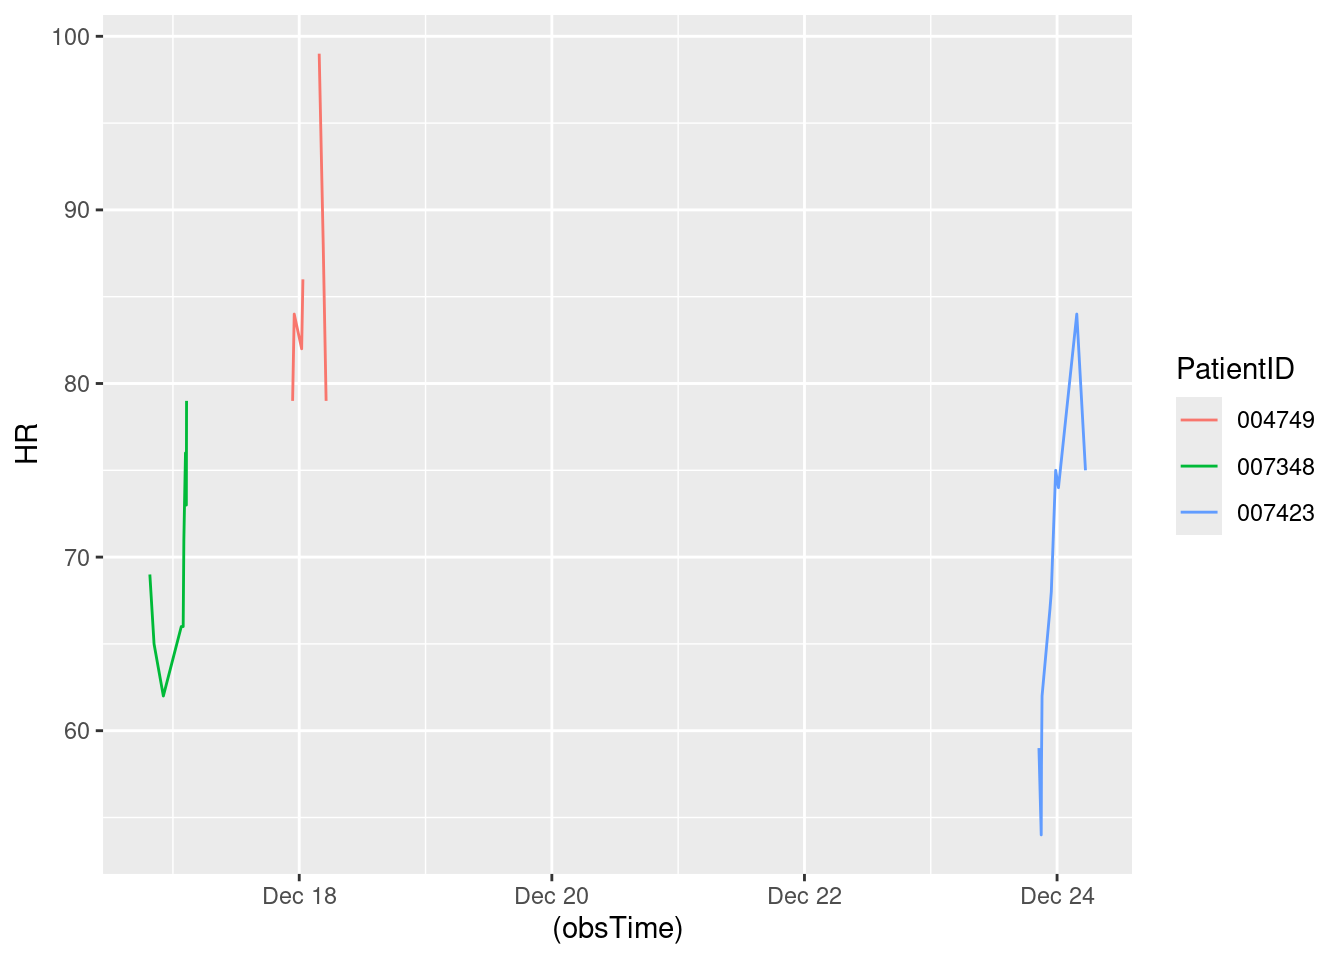 100
90
80
70
60
HR
Dec 18
Dec 20
Dec 22
Dec 24
(obsTime)
PatientID
004749
007348
007423